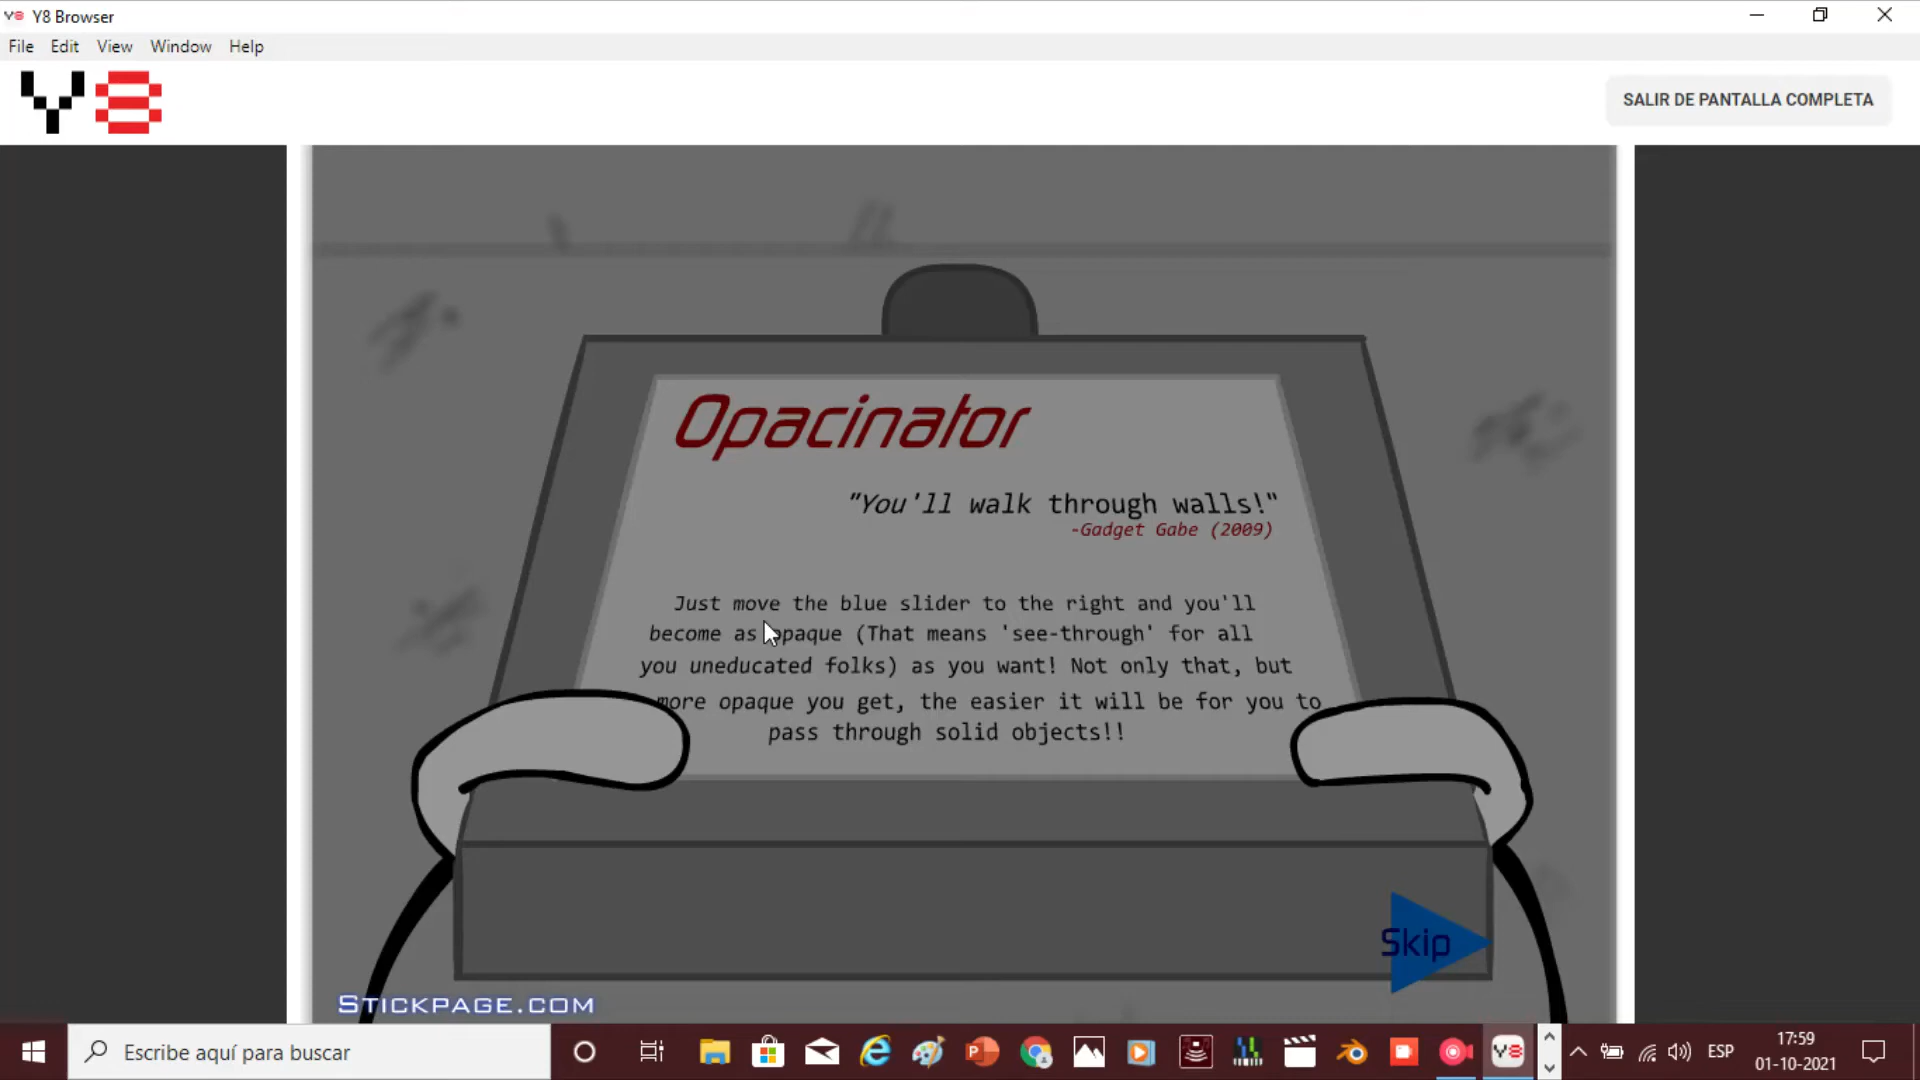 Y8 Browser
File Edit View Window Help
Y8
SALIR DE PANTALLA COMPLETA
Opacinator
"You'll walk through walls!"
-Gadget Gabe (2009)
Just move the blue slider to the right and you'll
become as opaque (That means 'see-through' for all
you uneducated folks) as you want! Not only that, but
more opaque you get, the easier it will be for you to
pass through solid objects!!
Skip
STICKPAGE.COM
Escribe aquí para buscar
ESP
17:59
01-10-2021